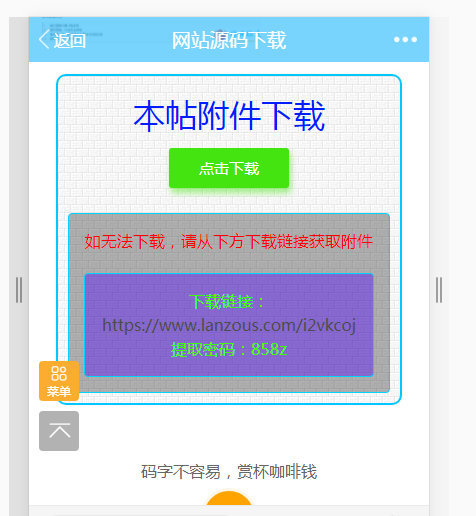 返回
网站源码下载
本帖附件下载
点击下载
如无法下载，请从下方下载链接获取附件
下载链接：
https://www.lanzous.com/i2vkcoj
提取密码：858z
菜单
码字不容易，赏杯咖啡钱